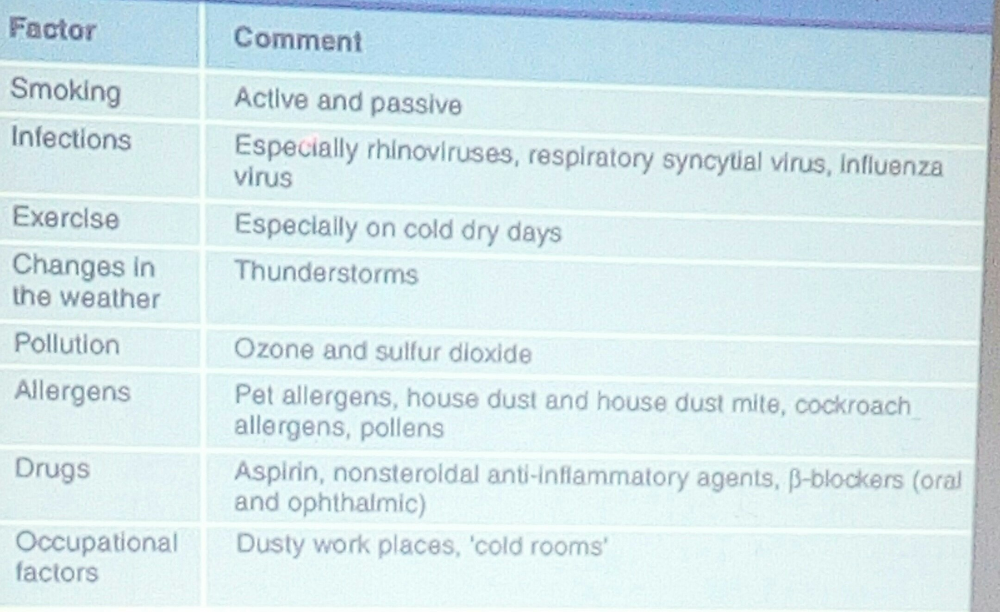 Factor
Comment
Smoking
Active and passive
Infections
Especially rhinoviruses, respiratory syncytial virus, influenza
virus
Exercise
Especially on cold dry days
Changes in
the weather
Thunderstorms
Pollution
Ozone and sulfur dioxide
Allergens
Pet allergens, house dust and house dust mite, cockroach
allergens, pollens
Drugs
Aspirin, nonsteroidal anti-inflammatory agents, β-blockers (oral
and ophthalmic)
Occupational
factors
Dusty work places, 'cold rooms'